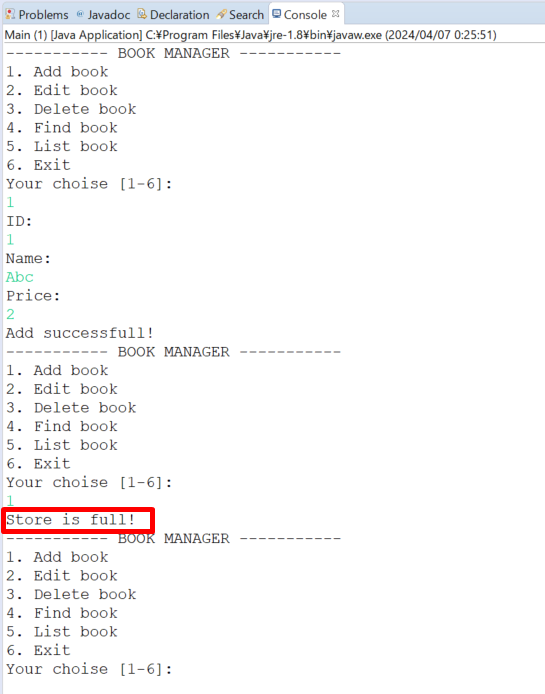 Problems Javadoc Declaration Search Console
Main (1) [Java Application] C:¥Program Files¥Java¥jre-1.8¥bin¥javaw.exe (2024/04/07 0:25:51)
----------- BOOK MANAGER -----------
1. Add book
2. Edit book
3. Delete book
4. Find book
5. List book
6. Exit
Your choise [1-6]:
1
ID:
1
Name:
Abc
Price:
2
Add successfull!
----------- BOOK MANAGER -----------
1. Add book
2. Edit book
3. Delete book
4. Find book
5. List book
6. Exit
Your choise [1-6]:
1
Store is full!
----------- BOOK MANAGER -----------
1. Add book
2. Edit book
3. Delete book
4. Find book
5. List book
6. Exit
Your choise [1-6]: